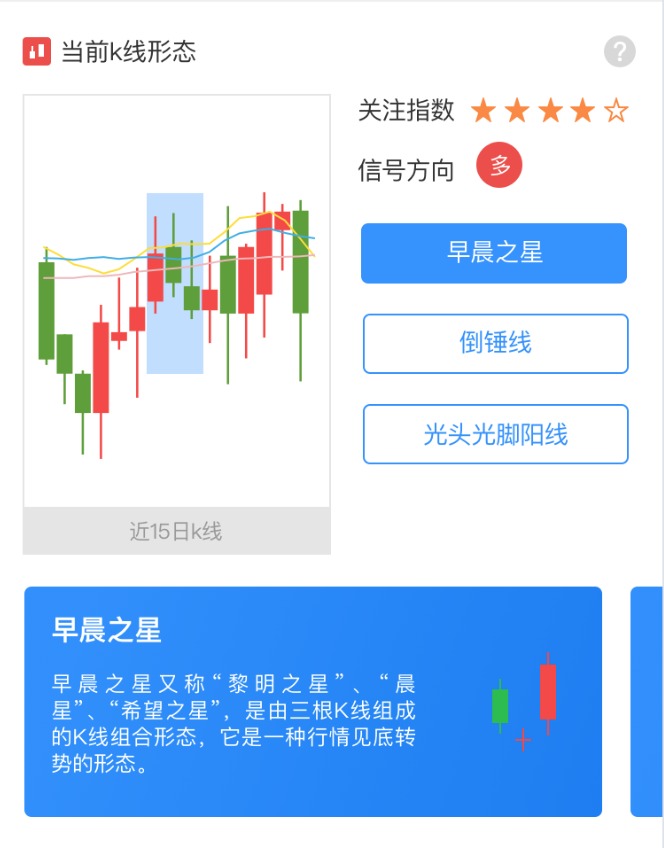 当前k线形态
?
关注指数
信号方向 多
早晨之星
倒锤线
光头光脚阳线
近15日k线
早晨之星
早晨之星又称“黎明之星”、“晨
星”、“希望之星”，是由三根K线组成
的K线组合形态，它是一种行情见底转
势的形态。